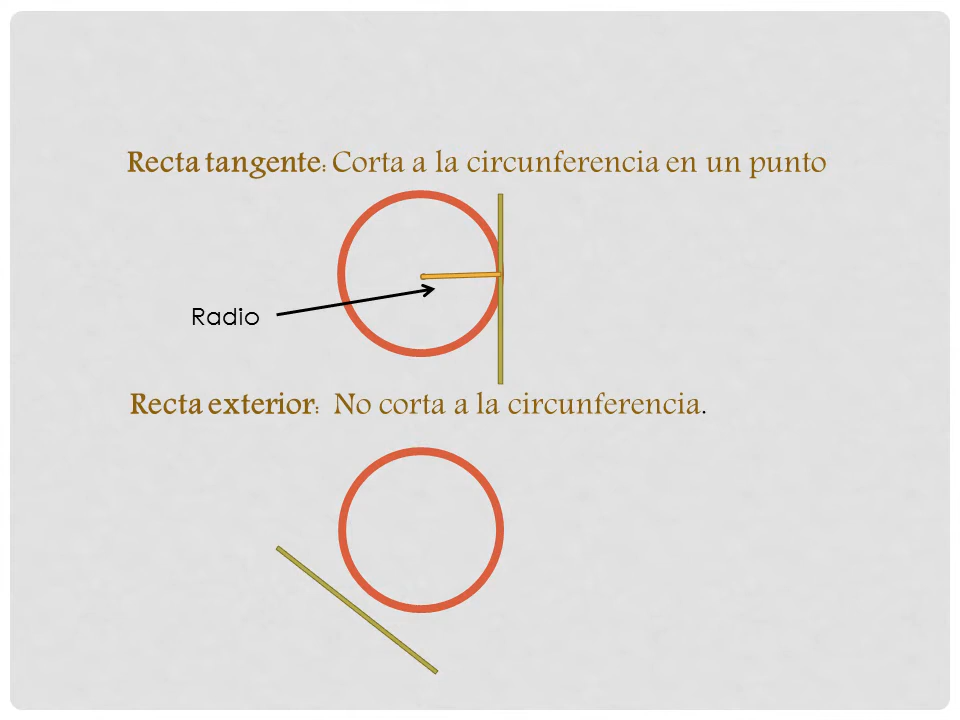 Recta tangente: Corta a la circunferencia en un punto
Radio
Recta exterior: No corta a la circunferencia.